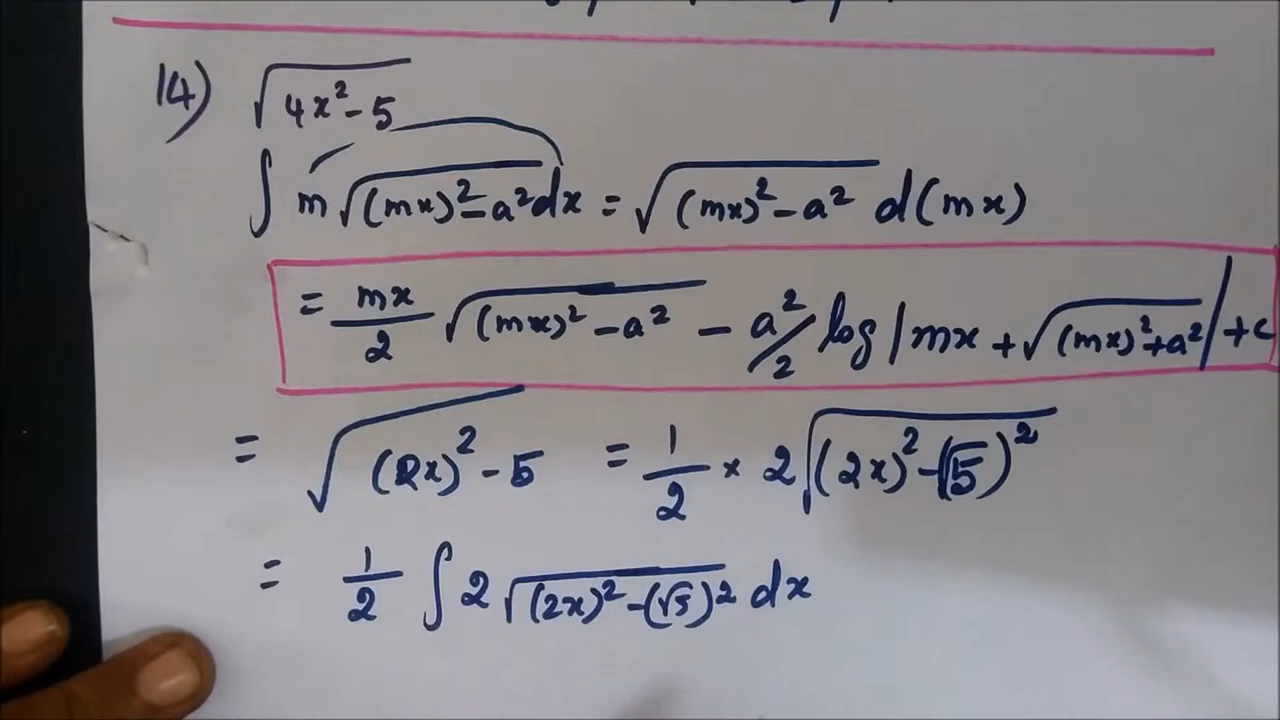 14) √(4x² - 5)
∫ m√((mx)² - a²) dx = √((mx)² - a²) d(mx)
= mx/2 √((mx)² - a²) - a²/2 log |mx + √((mx)² + a²)| + c
= √((2x)² - 5) = 1/2 × 2√((2x)² - (√5)²)
= 1/2 ∫ 2√((2x)² - (√5)²) dx